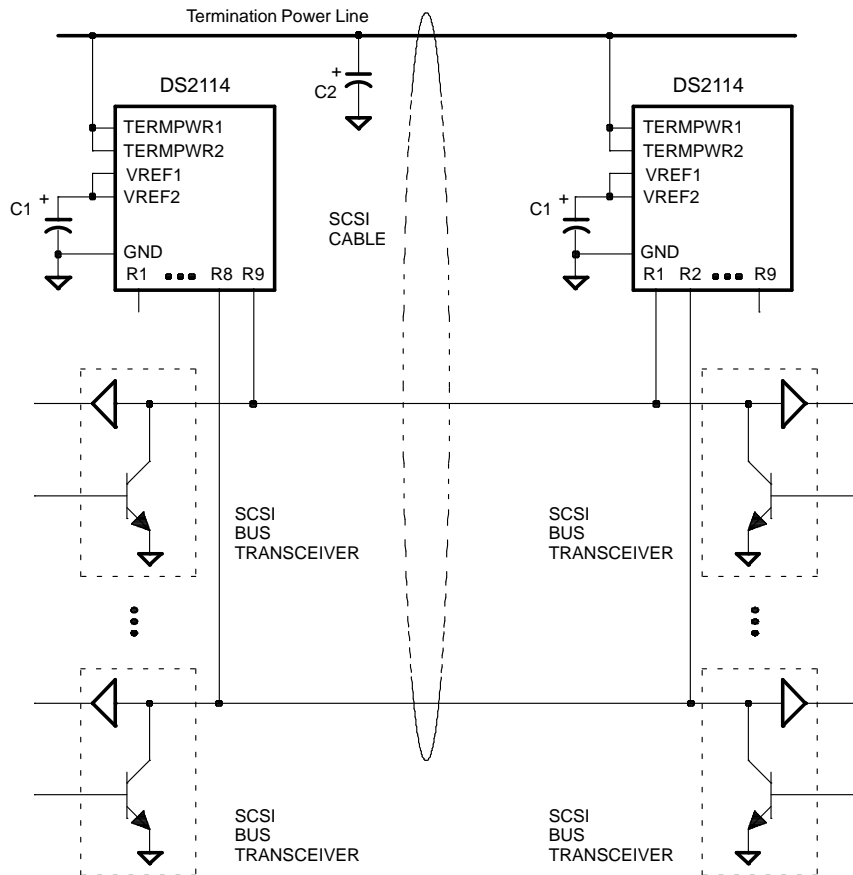 Termination Power Line
DS2114
TERMPWR1
TERMPWR2
VREF1
VREF2
GND
R1 ••• R8 R9
C1
+
C2
+
SCSI
CABLE
DS2114
TERMPWR1
TERMPWR2
VREF1
VREF2
GND
R1 R2 ••• R9
C1
+
SCSI
BUS
TRANSCEIVER
SCSI
BUS
TRANSCEIVER
SCSI
BUS
TRANSCEIVER
SCSI
BUS
TRANSCEIVER